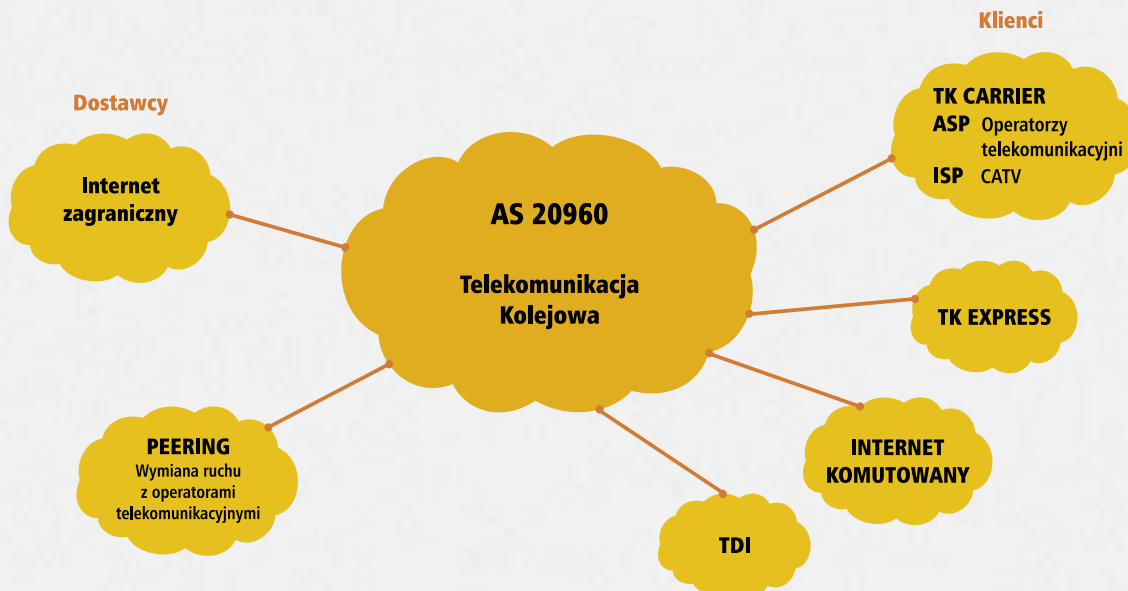 Klienci
TK CARRIER
ASP Operatorzy
telekomunikacyjni
ISP CATV
Dostawcy
Internet
zagraniczny
AS 20960
Telekomunikacja
Kolejowa
TK EXPRESS
PEERING
Wymiana ruchu
z operatorami
telekomunikacyjnymi
INTERNET
KOMUTOWANY
TDI